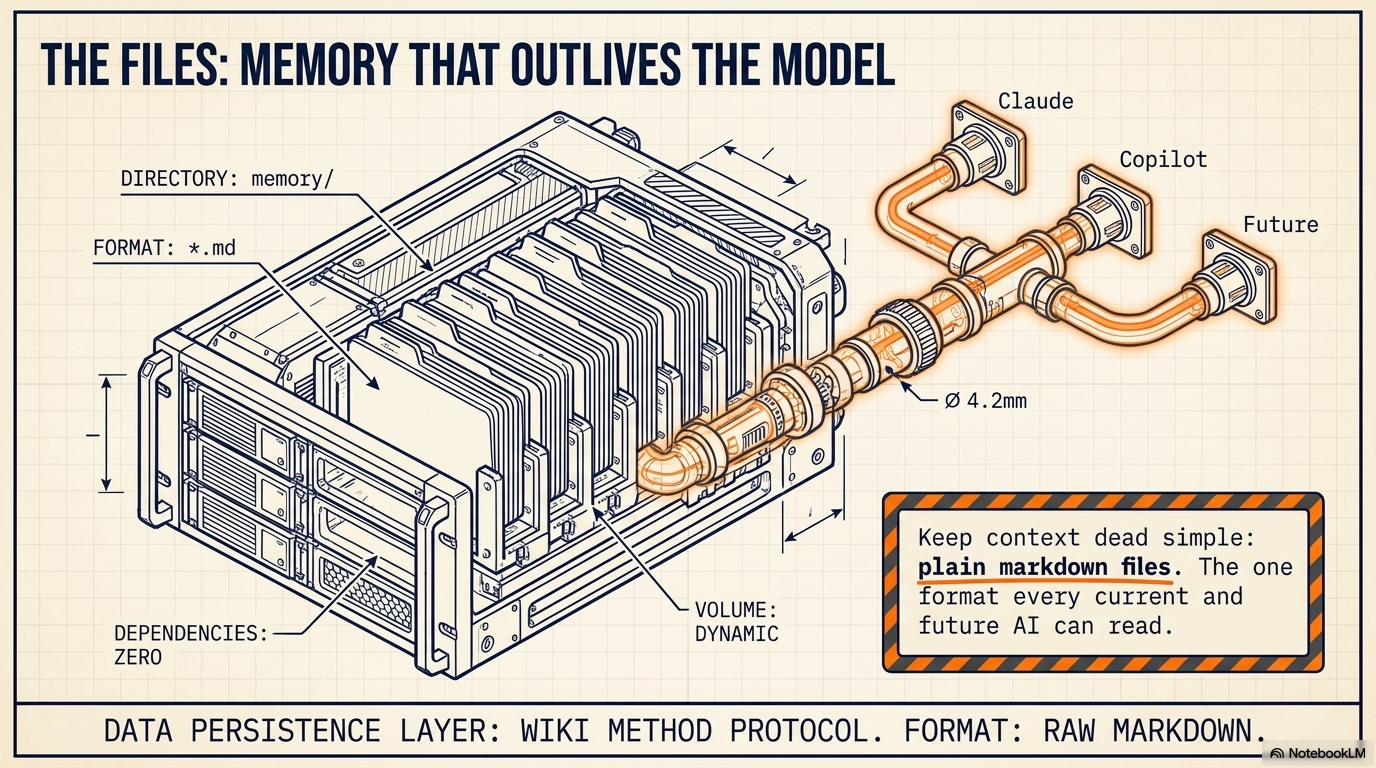 THE FILES: MEMORY THAT OUTLIVES THE MODEL
Claude
Copilot
Future
DIRECTORY: memory/
FORMAT: *.md
Ø 4.2mm
Keep context dead simple:
plain markdown files. The one
format every current and
future AI can read.
VOLUME:
DYNAMIC
DEPENDENCIES:
ZERO
DATA PERSISTENCE LAYER: WIKI METHOD PROTOCOL. FORMAT: RAW MARKDOWN.
NotebookLM